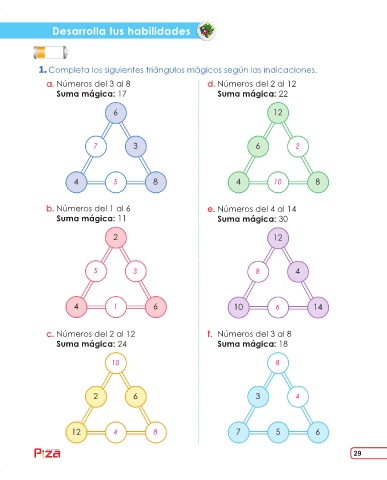 Desarrolla tus habilidades
1. Completa los siguientes triángulos mágicos según las indicaciones.
a. Números del 3 al 8
Suma mágica: 17
6
7 3
4 5 8
b. Números del 1 al 6
Suma mágica: 11
2
5 3
4 1 6
c. Números del 2 al 12
Suma mágica: 24
10
2 6
12 4 8
d. Números del 2 al 12
Suma mágica: 22
12
6 2
4 10 8
e. Números del 4 al 14
Suma mágica: 30
12
8 4
10 6 14
f. Números del 3 al 8
Suma mágica: 18
8
3 4
7 5 6
29